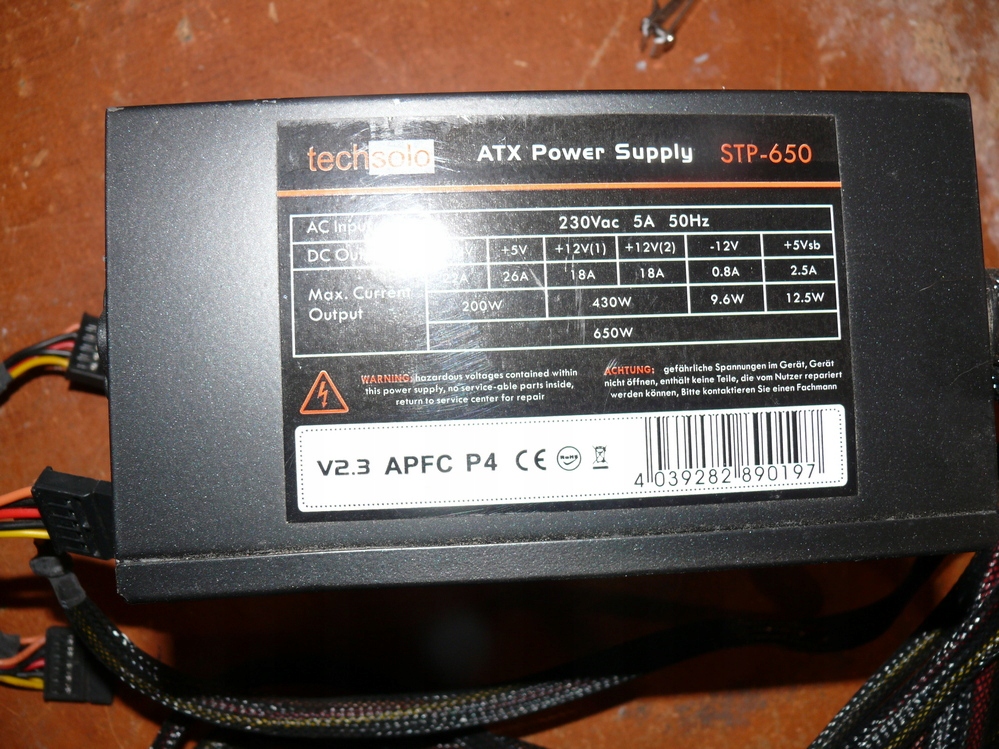 techsolo ATX Power Supply STP-650
AC Input 230Vac 5A 50Hz
DC +5V +12V(1) +12V(2) -12V +5Vsb
26A 18A 18A 0.8A 2.5A
Max. Current
Output
200W 430W 9.6W 12.5W
650W
WARNING: hazardous voltages contained within
this power supply, no service-able parts inside,
return to service center for repair
ACHTUNG: gefährliche Spannungen im Gerät, Gerät
nicht öffnen, enthält keine Teile, die vom Nutzer repariert
werden können, Bitte kontaktieren Sie einen Fachmann
V2.3 APFC P4 CE RoHS
4 039282 890197